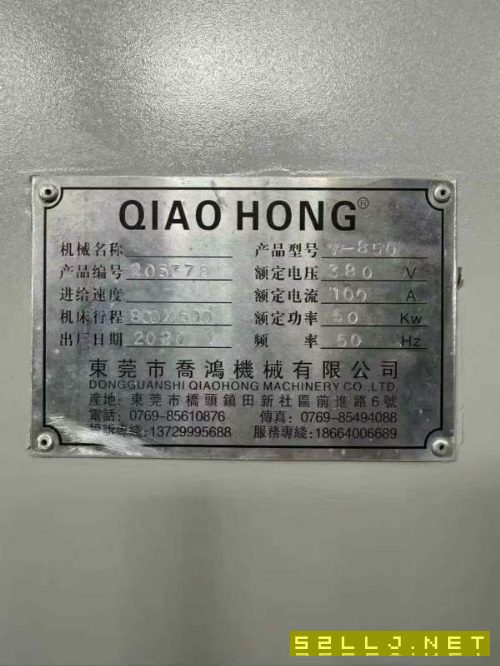 QIAO HONG®
机械名称 产品型号 V-850
产品编号 额定电压 380 V
进给速度 额定电流 100 A
机床行程 800X500 额定功率 50 Kw
出厂日期 2020 频 率 50 Hz
東莞市喬鴻機械有限公司
DONGGUANSHI QIAOHONG MACHINERY CO.,LTD.
産地: 東莞市橋頭鎮田新社區前進路6號
電話: 0769-85610876 傳真: 0769-85494088
投訴專綫: 13729995688 服務專綫: 18664006689
52LLJ.NET